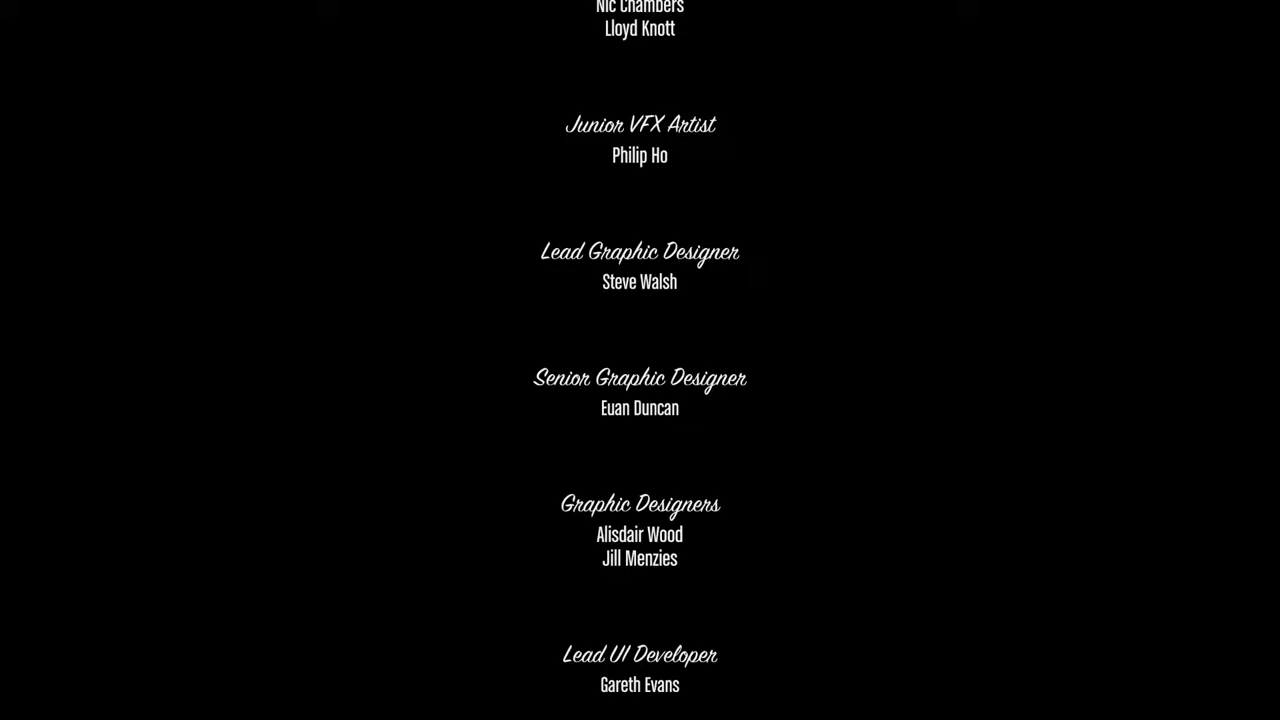 Nic Chambers
Lloyd Knott
Junior VFX Artist
Philip Ho
Lead Graphic Designer
Steve Walsh
Senior Graphic Designer
Euan Duncan
Graphic Designers
Alisdair Wood
Jill Menzies
Lead UI Developer
Gareth Evans